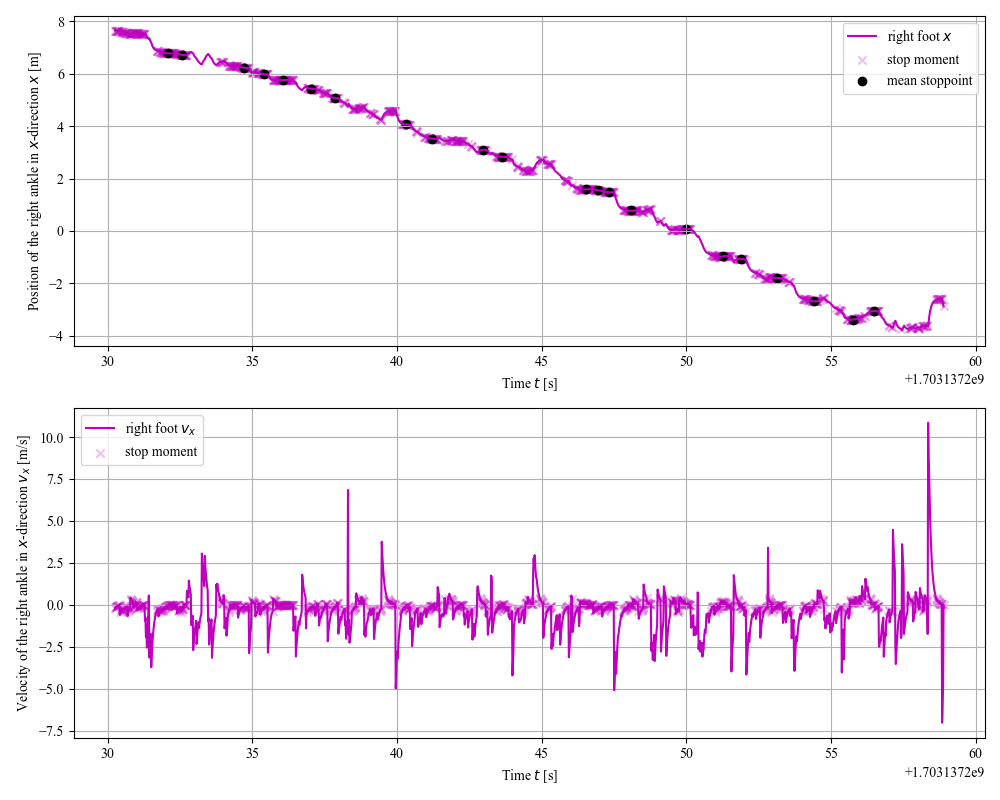 8
6
4
2
0
−2
−4
Position of the right ankle in x-direction x [m]
right foot x
stop moment
mean stoppoint
30
35
40
45
50
55
60
Time t [s]
+1.7031372e9
10.0
7.5
5.0
2.5
0.0
−2.5
−5.0
−7.5
Velocity of the right ankle in x-direction vx [m/s]
right foot vx
stop moment
30
35
40
45
50
55
60
Time t [s]
+1.7031372e9